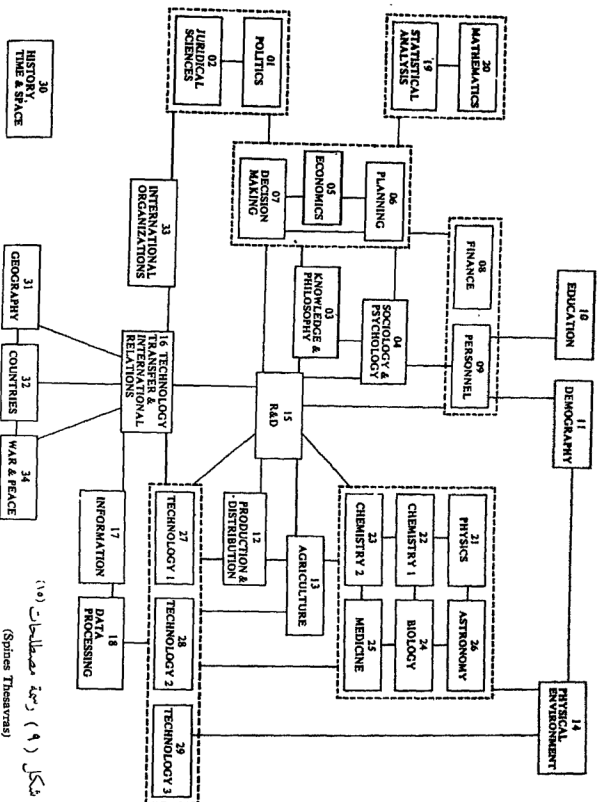 10
EDUCATION
11
DEMOGRAPHY
14
PHYSICAL
ENVIRONMENT
20
MATHEMATICS
19
STATISTICAL
ANALYSIS
08
FINANCE
09
PERSONNEL
21
PHYSICS
26
ASTRONOMY
22
CHEMISTRY 1
24
BIOLOGY
23
CHEMISTRY 2
25
MEDICINE
06
PLANNING
05
ECONOMICS
07
DECISION
MAKING
04
SOCIOLOGY &
PSYCHOLOGY
03
KNOWLEDGE &
PHILOSOPHY
13
AGRICULTURE
12
PRODUCTION &
DISTRIBUTION
15
R&D
01
POLITICS
02
JURIDICAL
SCIENCES
27
TECHNOLOGY 1
28
TECHNOLOGY 2
29
TECHNOLOGY 3
33
INTERNATIONAL
ORGANIZATIONS
16 TECHNOLOGY
TRANSFER &
INTERNATIONAL
RELATIONS
17
INFORMATION
18
DATA
PROCESSING
30
HISTORY,
TIME & SPACE
31
GEOGRAPHY
32
COUNTRIES
34
WAR & PEACE
شكل ( ٩ ) رسمة مصطلحات (١٥)
(Spines Thesavras)